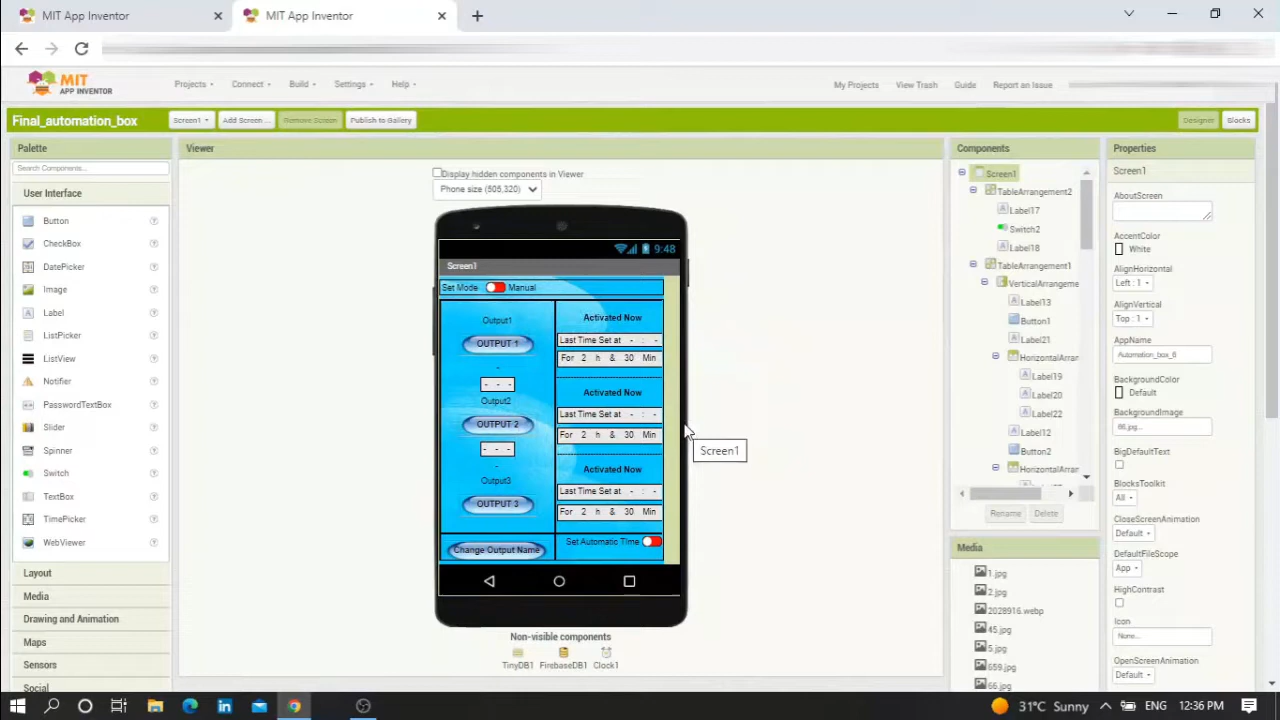 MIT App Inventor
MIT App Inventor
MIT
APP INVENTOR
Projects
Connect
Build
Settings
Help
My Projects
View Trash
Guide
Report an Issue
Final_automation_box
Screen1
Add Screen ...
Remove Screen
Publish to Gallery
Designer
Blocks
Palette
Search Components...
User Interface
Button
CheckBox
DatePicker
Image
Label
ListPicker
ListView
Notifier
PasswordTextBox
Slider
Spinner
Switch
TextBox
TimePicker
WebViewer
Layout
Media
Drawing and Animation
Maps
Sensors
Social
Viewer
Display hidden components in Viewer
Phone size (505,320)
9:48
Screen1
Set Mode Manual
Output1
OUTPUT 1
-
- - -
Output2
OUTPUT 2
- - -
-
Output3
OUTPUT 3
Change Output Name
Activated Now
Last Time Set at - : -
For 2 h & 30 Min
Activated Now
Last Time Set at - : -
For 2 h & 30 Min
Activated Now
Last Time Set at - : -
For 2 h & 30 Min
Set Automatic Time
Screen1
Non-visible components
TinyDB1
FirebaseDB1
Clock1
Components
Screen1
TableArrangement2
Label17
Switch2
Label18
TableArrangement1
VerticalArrangeme
Label13
Button1
Label21
HorizontalArran
Label19
Label20
Label22
Label12
Button2
HorizontalArran
Rename
Delete
Media
1.jpg
2.jpg
2028916.webp
45.jpg
5.jpg
659.jpg
66.jpg
Properties
Screen1
AboutScreen
AccentColor
White
AlignHorizontal
Left : 1
AlignVertical
Top : 1
AppName
Automation_box_6
BackgroundColor
Default
BackgroundImage
66.jpg...
BigDefaultText
BlocksToolkit
All
CloseScreenAnimation
Default
DefaultFileScope
App
HighContrast
Icon
None...
OpenScreenAnimation
Default
31°C Sunny
ENG
12:36 PM